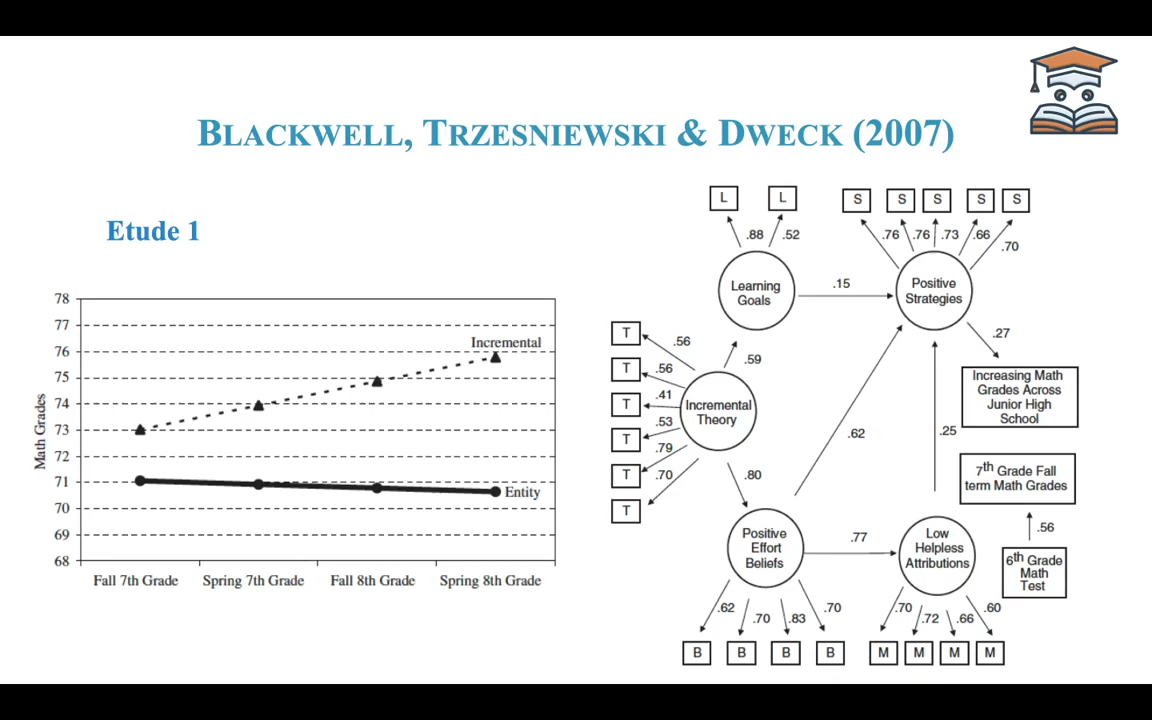 BLACKWELL, TRZESNIEWSKI & DWECK (2007)
Etude 1
78
77
76
75
74
73
72
71
70
69
68
Math Grades
Incremental
Entity
Fall 7th Grade
Spring 7th Grade
Fall 8th Grade
Spring 8th Grade
L
L
S
S
S
S
S
.88
.52
.76
.76
.73
.66
.70
Learning
Goals
.15
Positive
Strategies
T
T
T
T
T
T
.56
.56
.41
.53
.79
.70
.59
Incremental
Theory
.27
Increasing Math
Grades Across
Junior High
School
.62
.25
.80
7th Grade Fall
term Math Grades
.56
6th Grade
Math
Test
Positive
Effort
Beliefs
.77
Low
Helpless
Attributions
.62
.70
.83
.70
.70
.72
.66
.60
B
B
B
B
M
M
M
M